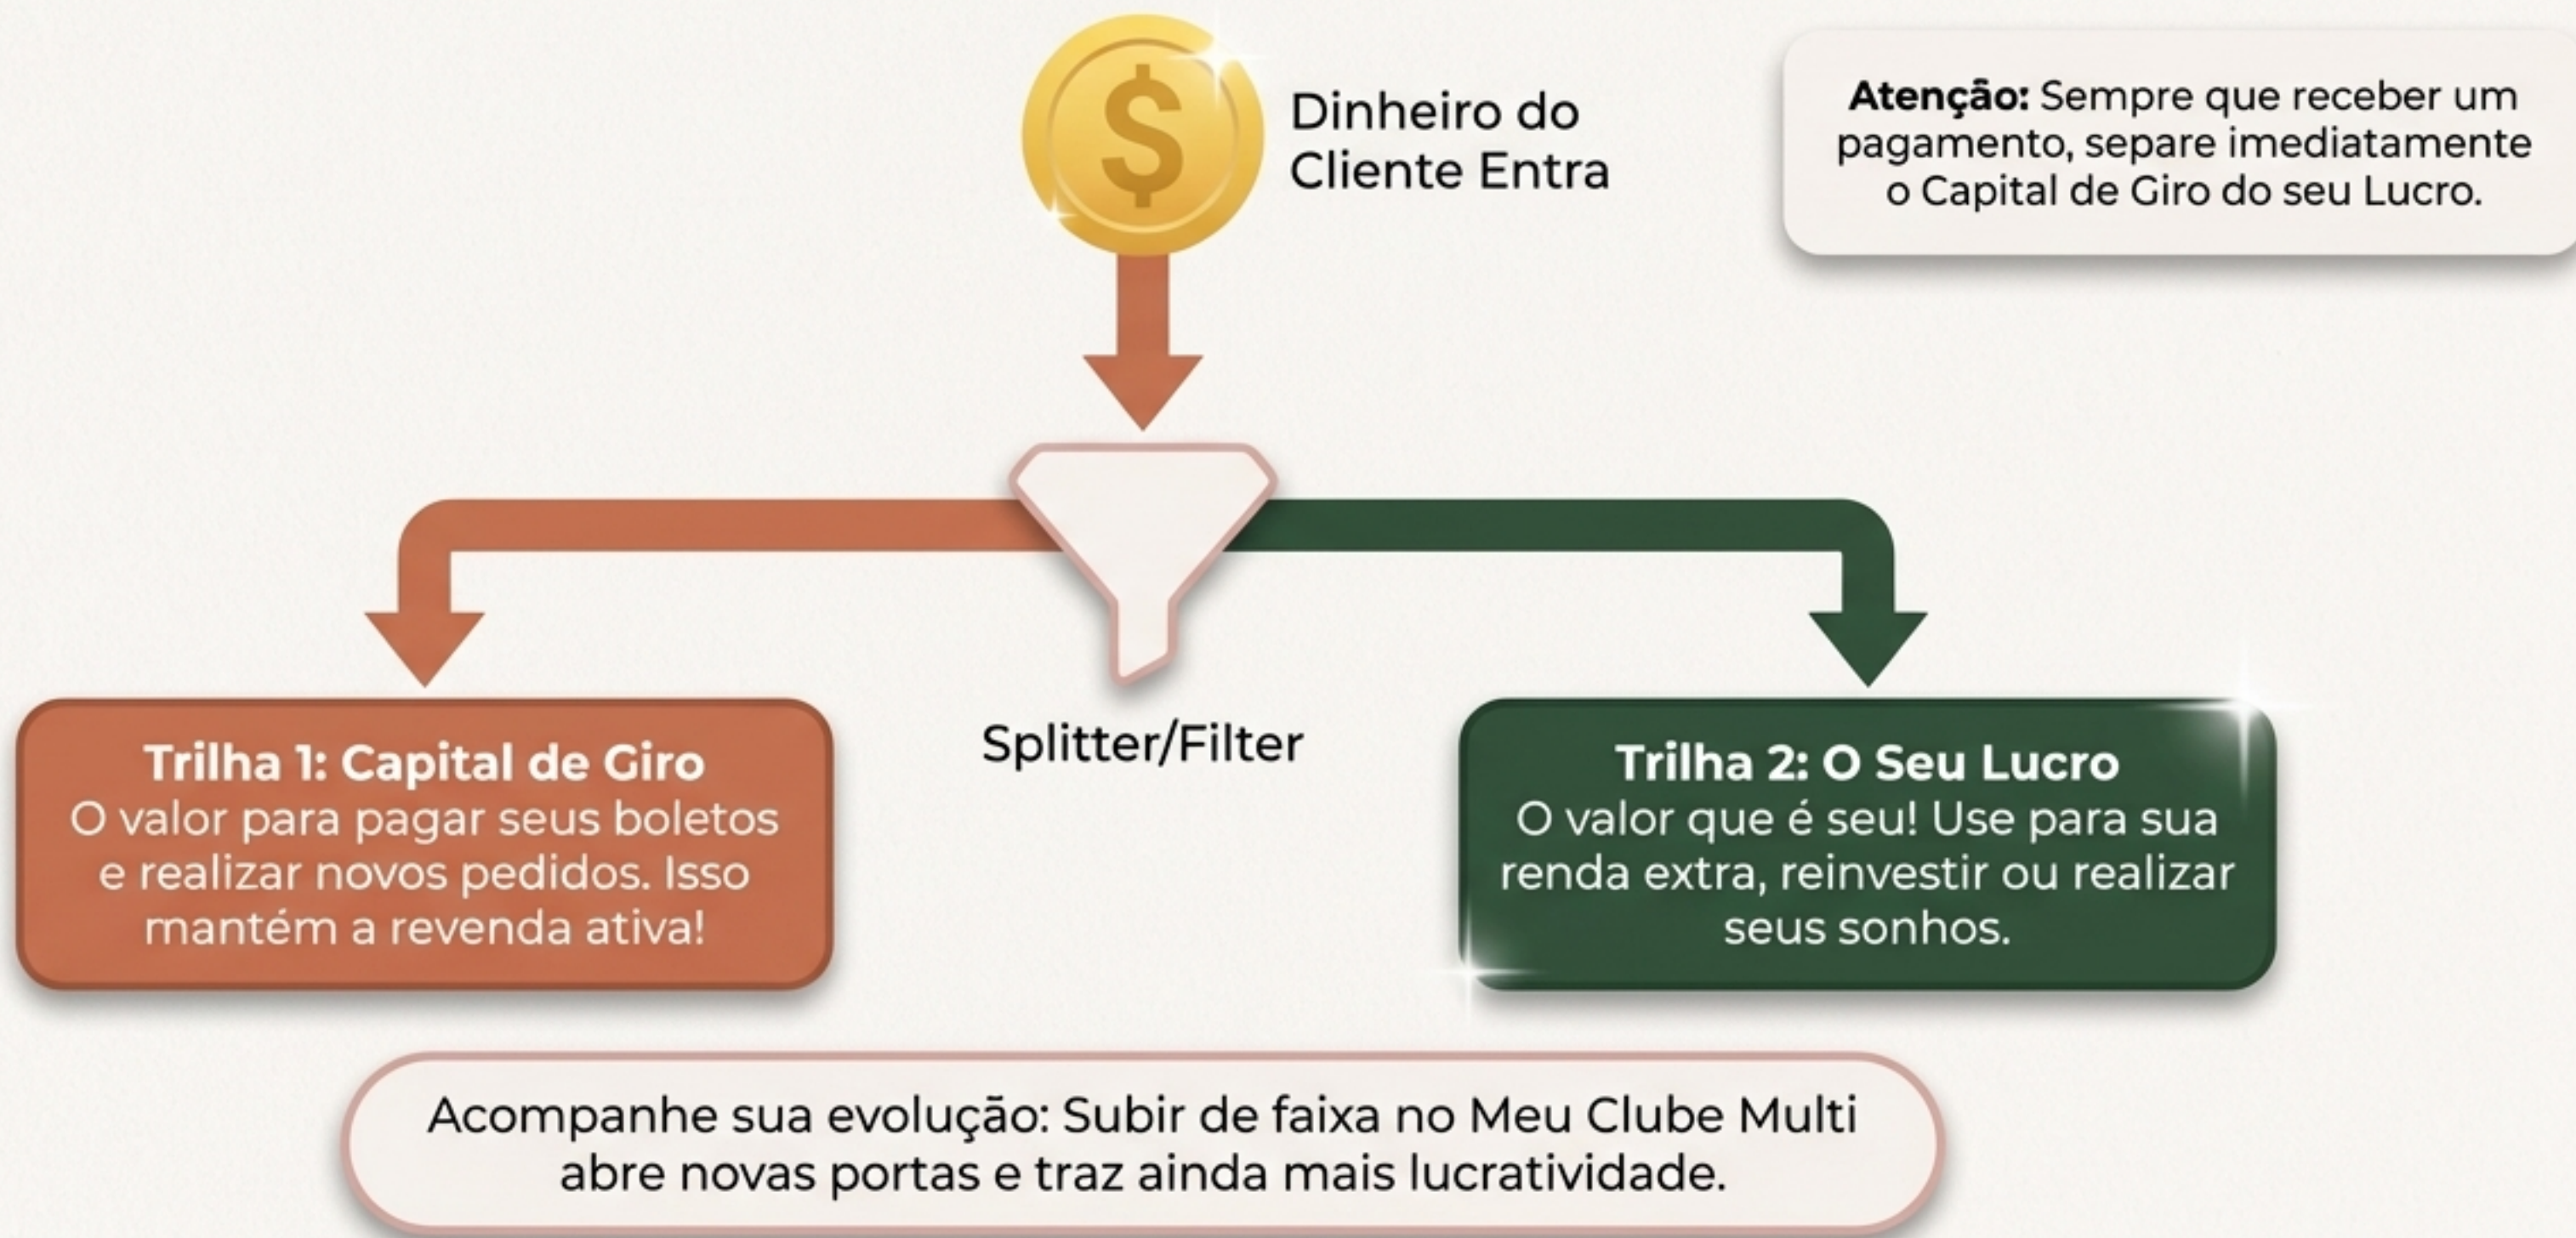 $
Dinheiro do
Cliente Entra
Atenção: Sempre que receber um
pagamento, separe imediatamente
o Capital de Giro do seu Lucro.
Splitter/Filter
Trilha 1: Capital de Giro
O valor para pagar seus boletos
e realizar novos pedidos. Isso
mantém a revenda ativa!
Trilha 2: O Seu Lucro
O valor que é seu! Use para sua
renda extra, reinvestir ou realizar
seus sonhos.
Acompanhe sua evolução: Subir de faixa no Meu Clube Multi
abre novas portas e traz ainda mais lucratividade.